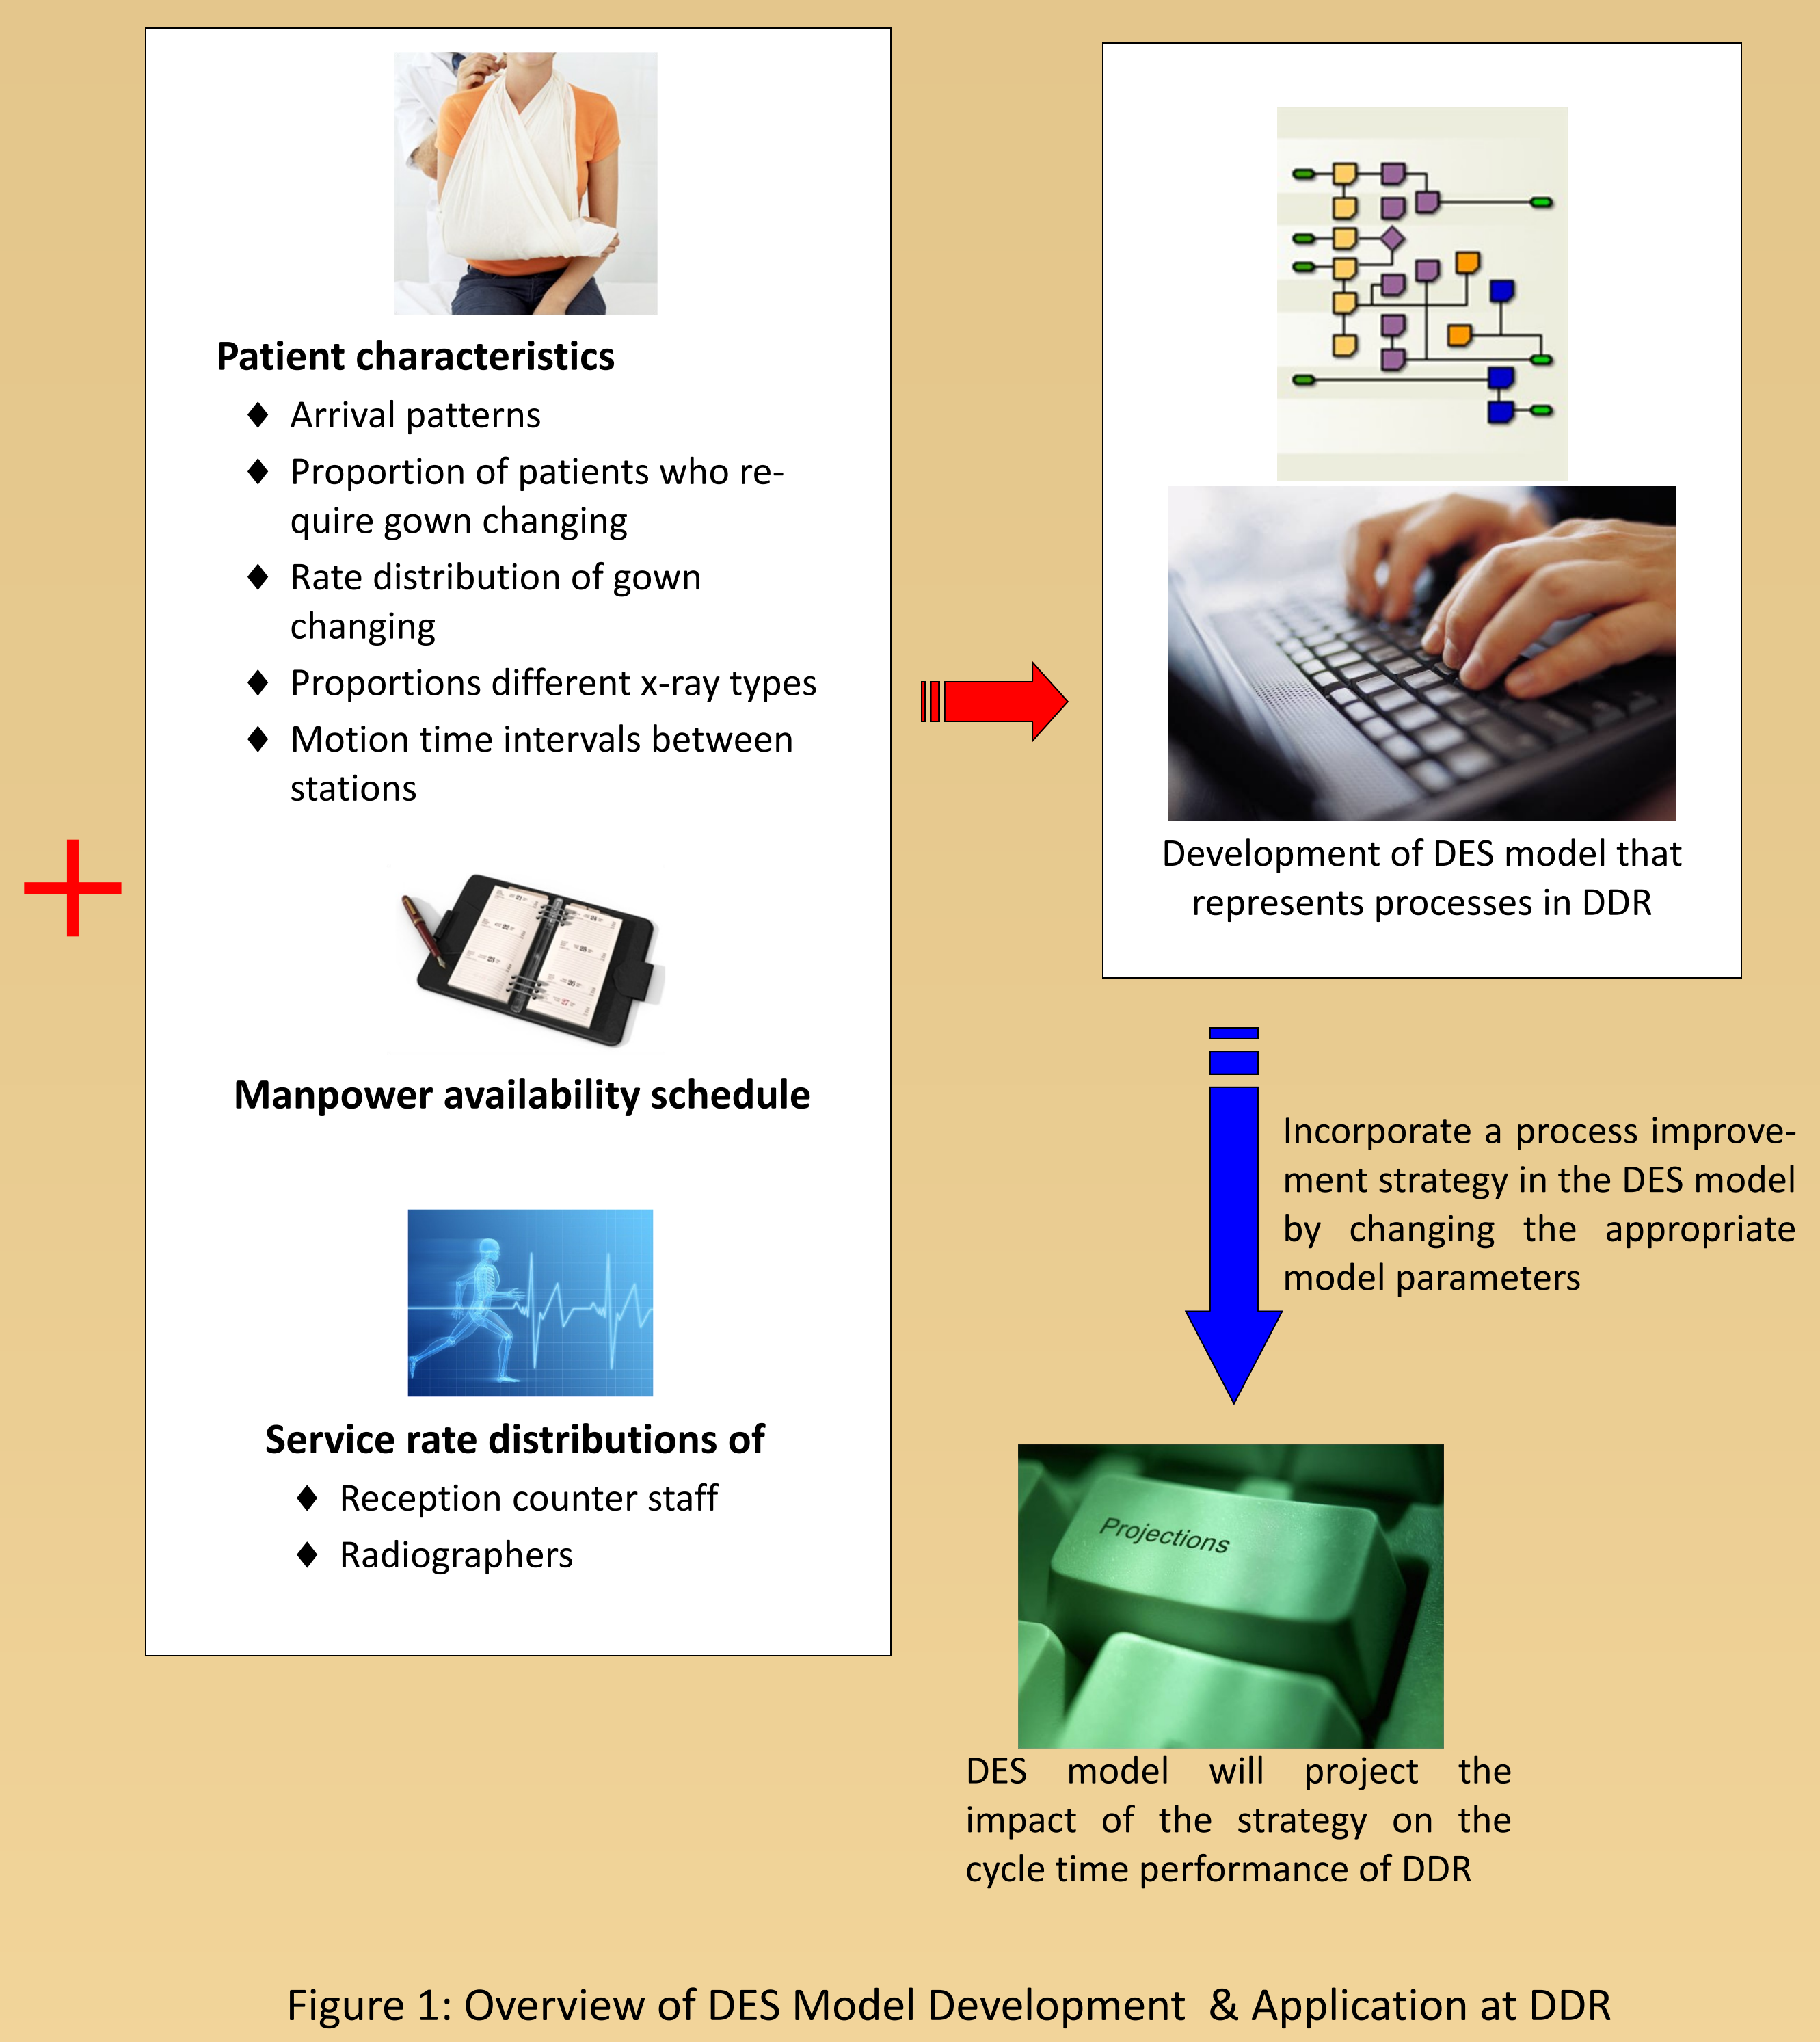 Patient characteristics
♦ Arrival patterns
♦ Proportion of patients who re-
quire gown changing
♦ Rate distribution of gown
changing
♦ Proportions different x-ray types
♦ Motion time intervals between
stations
Manpower availability schedule
Service rate distributions of
♦ Reception counter staff
♦ Radiographers
Development of DES model that
represents processes in DDR
Incorporate a process improve-
ment strategy in the DES model
by changing the appropriate
model parameters
Projections
DES model will project the
impact of the strategy on the
cycle time performance of DDR
Figure 1: Overview of DES Model Development & Application at DDR